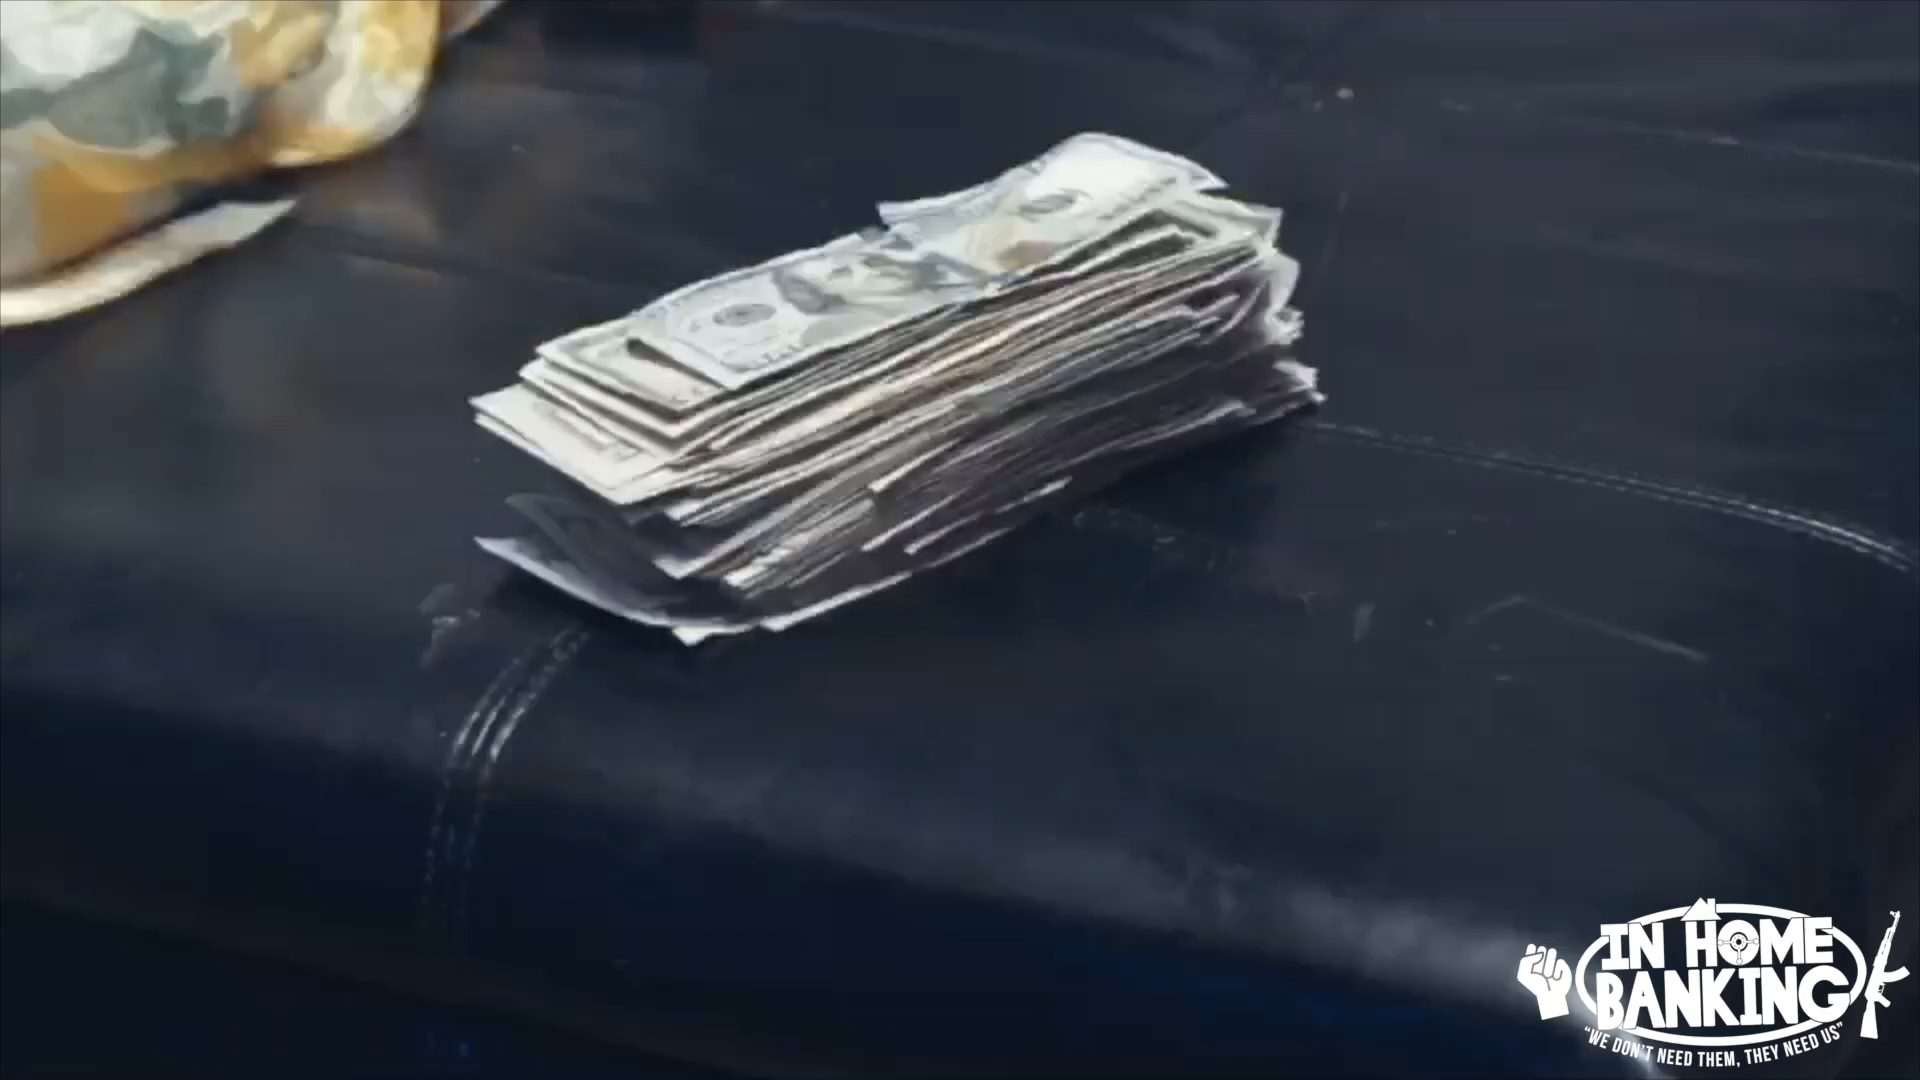 IN HOME
BANKING
"WE DON'T NEED THEM, THEY NEED US"